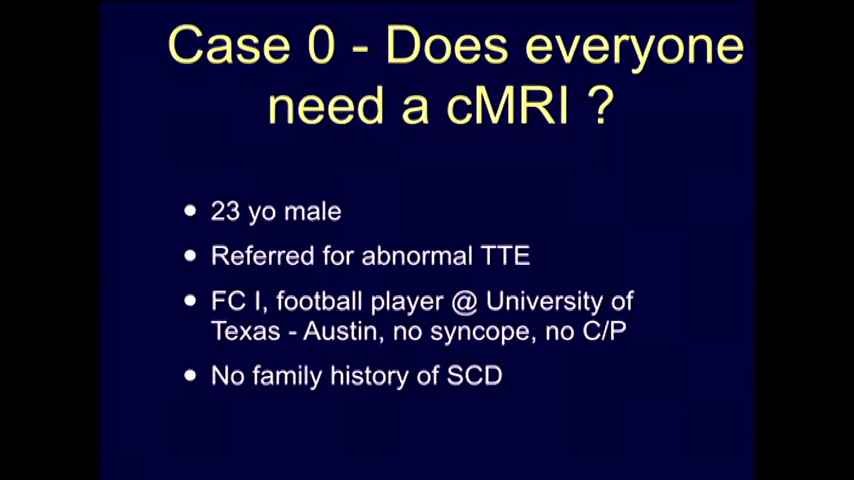 Case 0 - Does everyone
need a cMRI ?
• 23 yo male
• Referred for abnormal TTE
• FC I, football player @ University of
Texas - Austin, no syncope, no C/P
• No family history of SCD